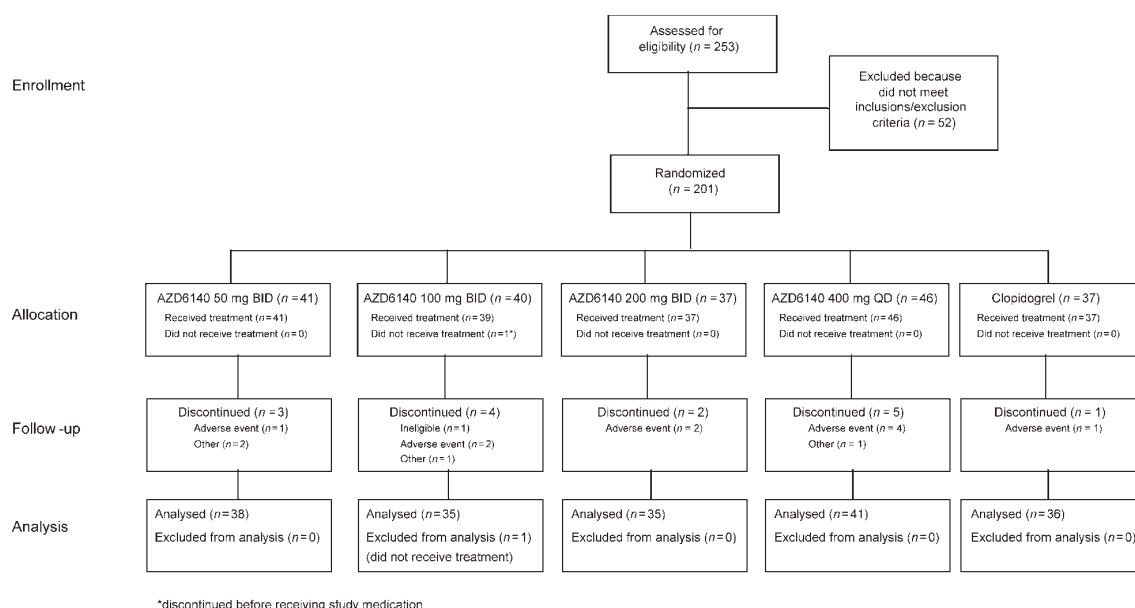 Assessed for
eligibility (n = 253)
Enrollment
Excluded because
did not meet
inclusions/exclusion
criteria (n = 52)
Randomized
(n = 201)
Allocation
AZD6140 50 mg BID (n = 41)
Received treatment (n = 41)
Did not receive treatment (n = 0)
AZD6140 100 mg BID (n = 40)
Received treatment (n = 39)
Did not receive treatment (n = 1*)
AZD6140 200 mg BID (n = 37)
Received treatment (n = 37)
Did not receive treatment (n = 0)
AZD6140 400 mg QD (n = 46)
Received treatment (n = 46)
Did not receive treatment (n = 0)
Clopidogrel (n = 37)
Received treatment (n = 37)
Did not receive treatment (n = 0)
Follow -up
Discontinued (n = 3)
Adverse event (n = 1)
Other (n = 2)
Discontinued (n = 4)
Ineligible (n = 1)
Adverse event (n = 2)
Other (n = 1)
Discontinued (n = 2)
Adverse event (n = 2)
Discontinued (n = 5)
Adverse event (n = 4)
Other (n = 1)
Discontinued (n = 1)
Adverse event (n = 1)
Analysis
Analysed (n = 38)
Excluded from analysis (n = 0)
Analysed (n = 35)
Excluded from analysis (n = 1)
(did not receive treatment)
Analysed (n = 35)
Excluded from analysis (n = 0)
Analysed (n = 41)
Excluded from analysis (n = 0)
Analysed (n = 36)
Excluded from analysis (n = 0)
*discontinued before receiving study medication